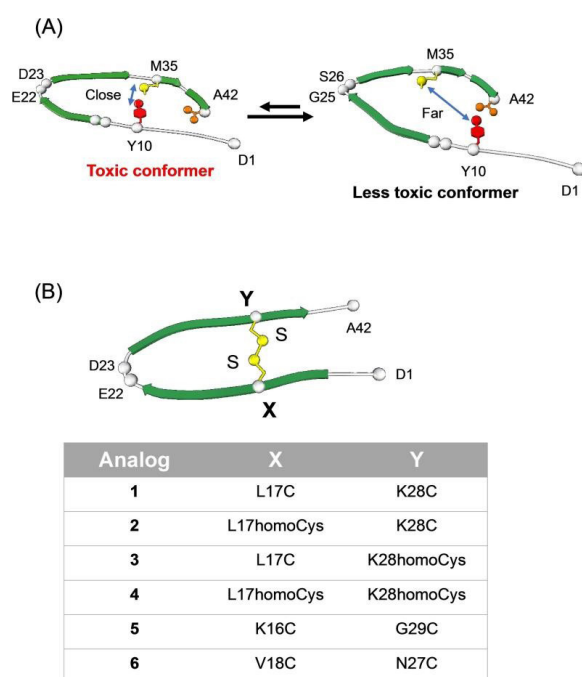 (A)
M35
D23
E22
Close
A42
Y10
D1
Toxic conformer
M35
S26
G25
Far
A42
Y10
D1
Less toxic conformer
(B)
Y
S
S
A42
D23
E22
D1
X
Analog X Y
1 L17C K28C
2 L17homoCys K28C
3 L17C K28homoCys
4 L17homoCys K28homoCys
5 K16C G29C
6 V18C N27C